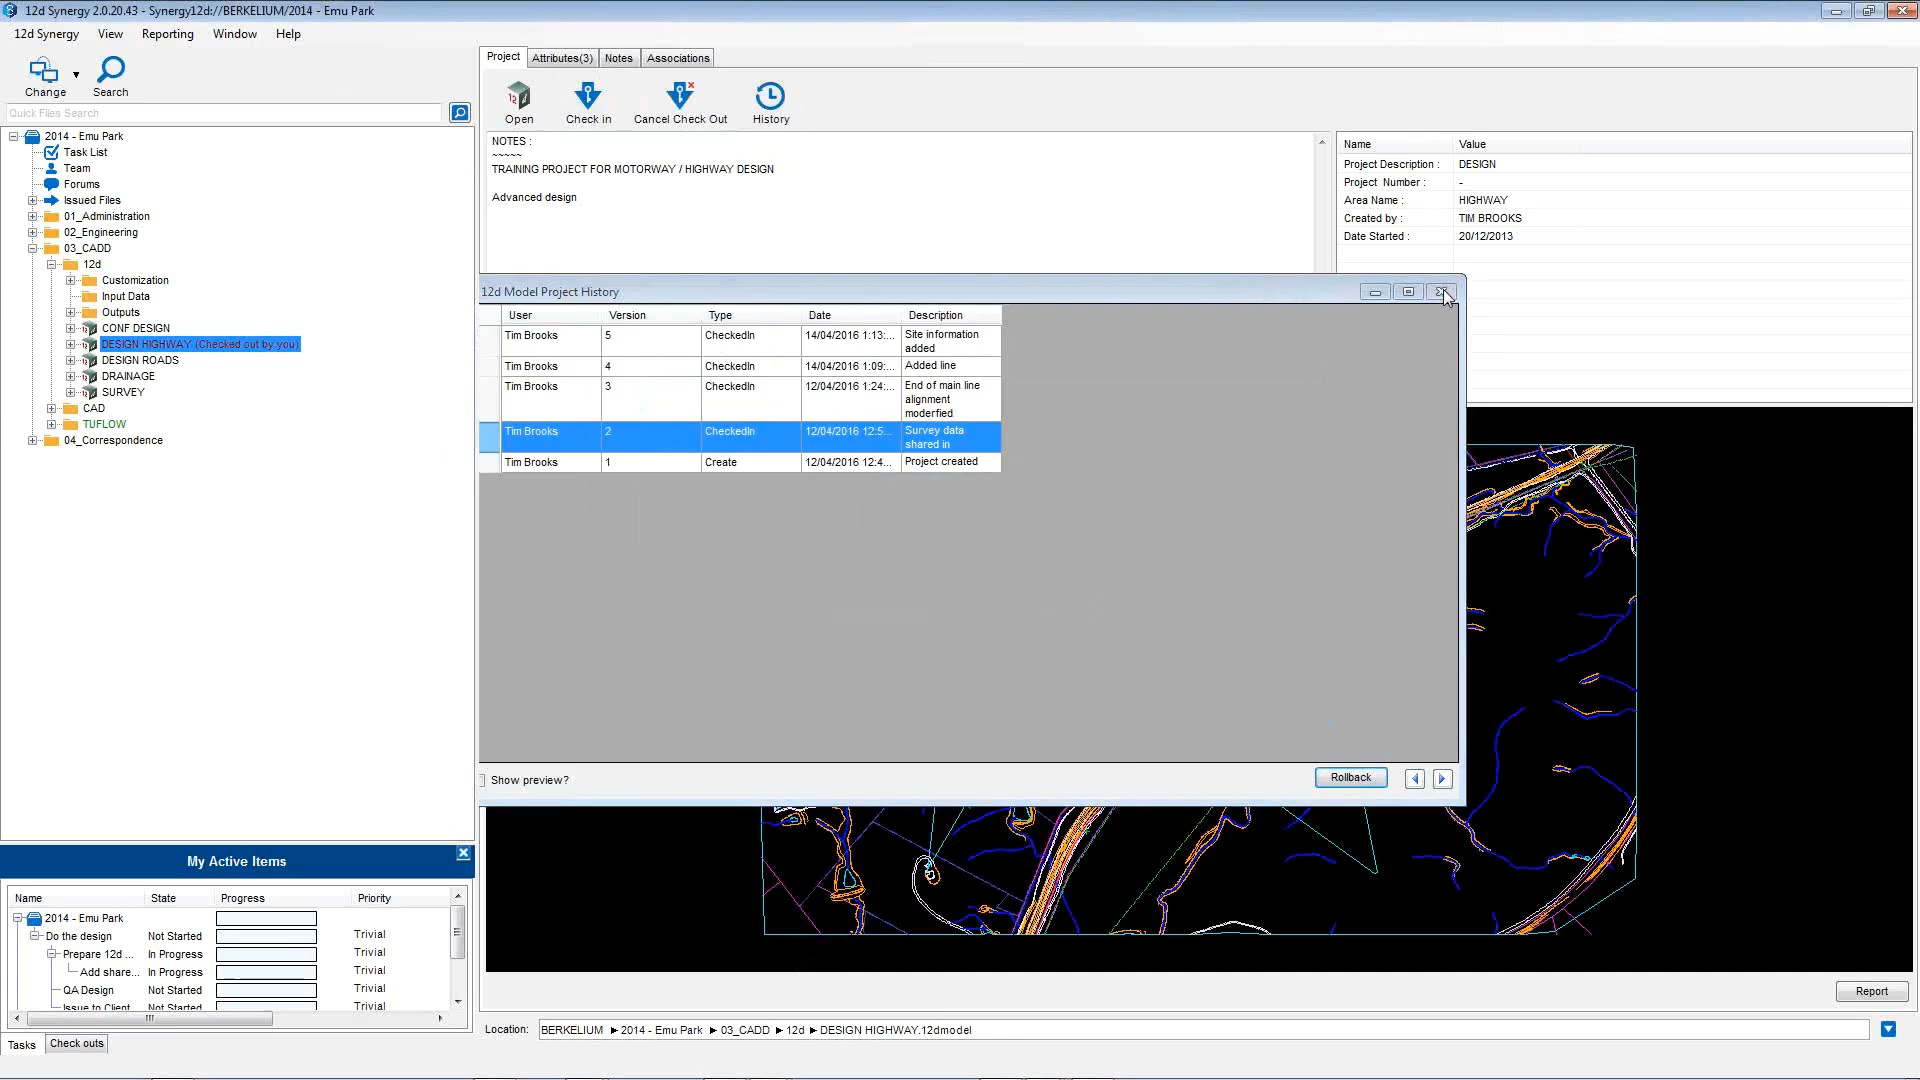 12d Synergy 2.0.20.43 - Synergy12d://BERKELIUM/2014 - Emu Park
12d Synergy View Reporting Window Help
Change Search
Quick Files Search
2014 - Emu Park
Task List
Team
Forums
Issued Files
01_Administration
02_Engineering
03_CADD
12d
Customization
Input Data
Outputs
CONF DESIGN
DESIGN HIGHWAY (Checked out by you)
DESIGN ROADS
DRAINAGE
SURVEY
CAD
TUFLOW
04_Correspondence
Project Attributes(3) Notes Associations
Open Check in Cancel Check Out History
NOTES :
~~~~~
TRAINING PROJECT FOR MOTORWAY / HIGHWAY DESIGN
Advanced design
Name Value
Project Description : DESIGN
Project Number : -
Area Name : HIGHWAY
Created by : TIM BROOKS
Date Started : 20/12/2013
12d Model Project History
User Version Type Date Description
Tim Brooks 5 CheckedIn 14/04/2016 1:13:... Site information
added
Tim Brooks 4 CheckedIn 14/04/2016 1:09:... Added line
Tim Brooks 3 CheckedIn 12/04/2016 1:24:... End of main line
alignment
moderfied
Tim Brooks 2 CheckedIn 12/04/2016 12:5... Survey data
shared in
Tim Brooks 1 Create 12/04/2016 12:4... Project created
Show preview? Rollback
My Active Items
Name State Progress Priority
2014 - Emu Park
Do the design Not Started Trivial
Prepare 12d ... In Progress Trivial
Add share... In Progress Trivial
QA Design Not Started Trivial
Issue to Client Not Started Trivial
Tasks Check outs
Report
Location: BERKELIUM ▶ 2014 - Emu Park ▶ 03_CADD ▶ 12d ▶ DESIGN HIGHWAY.12dmodel